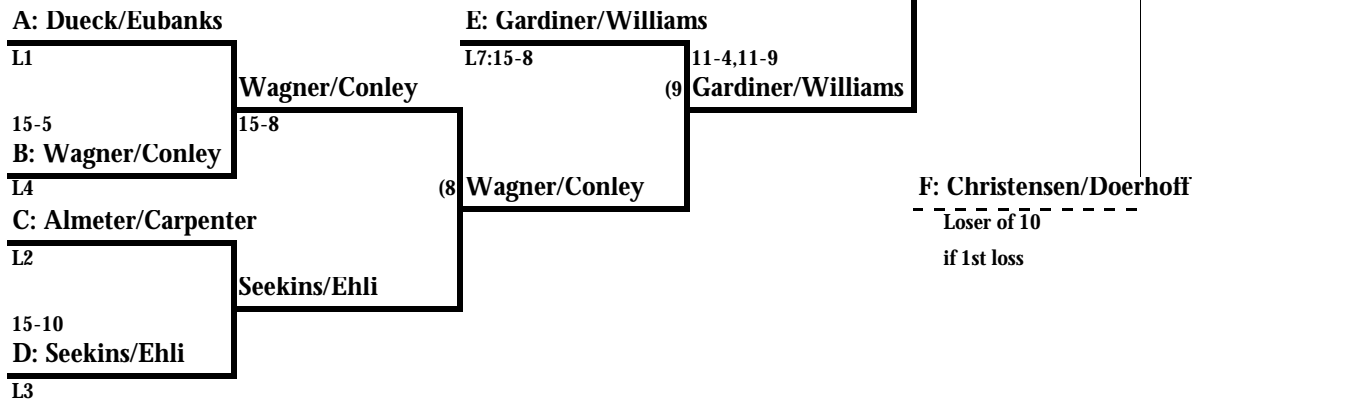 A: Dueck/Eubanks
L1
Wagner/Conley
15-5
15-8
B: Wagner/Conley
L4
C: Almeter/Carpenter
L2
Seekins/Ehli
15-10
D: Seekins/Ehli
L3
E: Gardiner/Williams
L7:15-8
(8 Wagner/Conley
11-4,11-9
(9 Gardiner/Williams
F: Christensen/Doerhoff
Loser of 10
if 1st loss